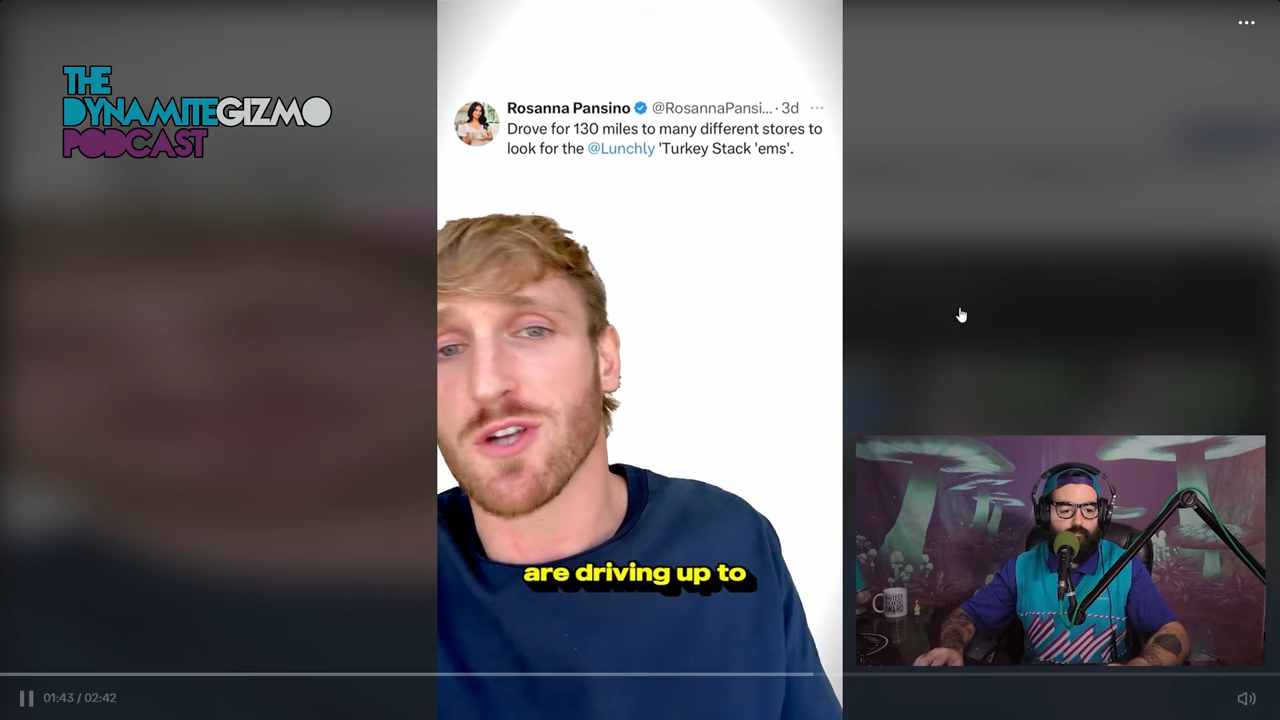 THE
DYNAMITEGIZMO
PODCAST
Rosanna Pansino @RosannaPansi... · 3d
Drove for 130 miles to many different stores to
look for the @Lunchly 'Turkey Stack 'ems'.
are driving up to
01:43 / 02:42